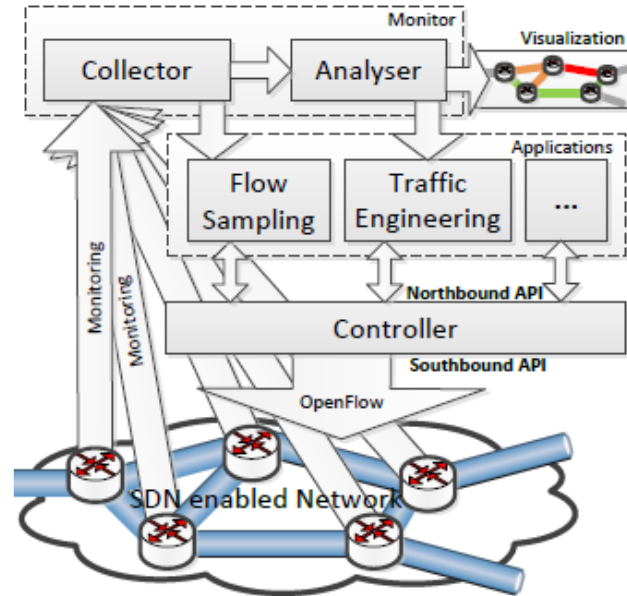 Monitor
Visualization
Collector
Analyser
Applications
Flow
Sampling
Traffic
Engineering
...
Monitoring
Monitoring
Northbound API
Controller
Southbound API
OpenFlow
SDN enabled Network